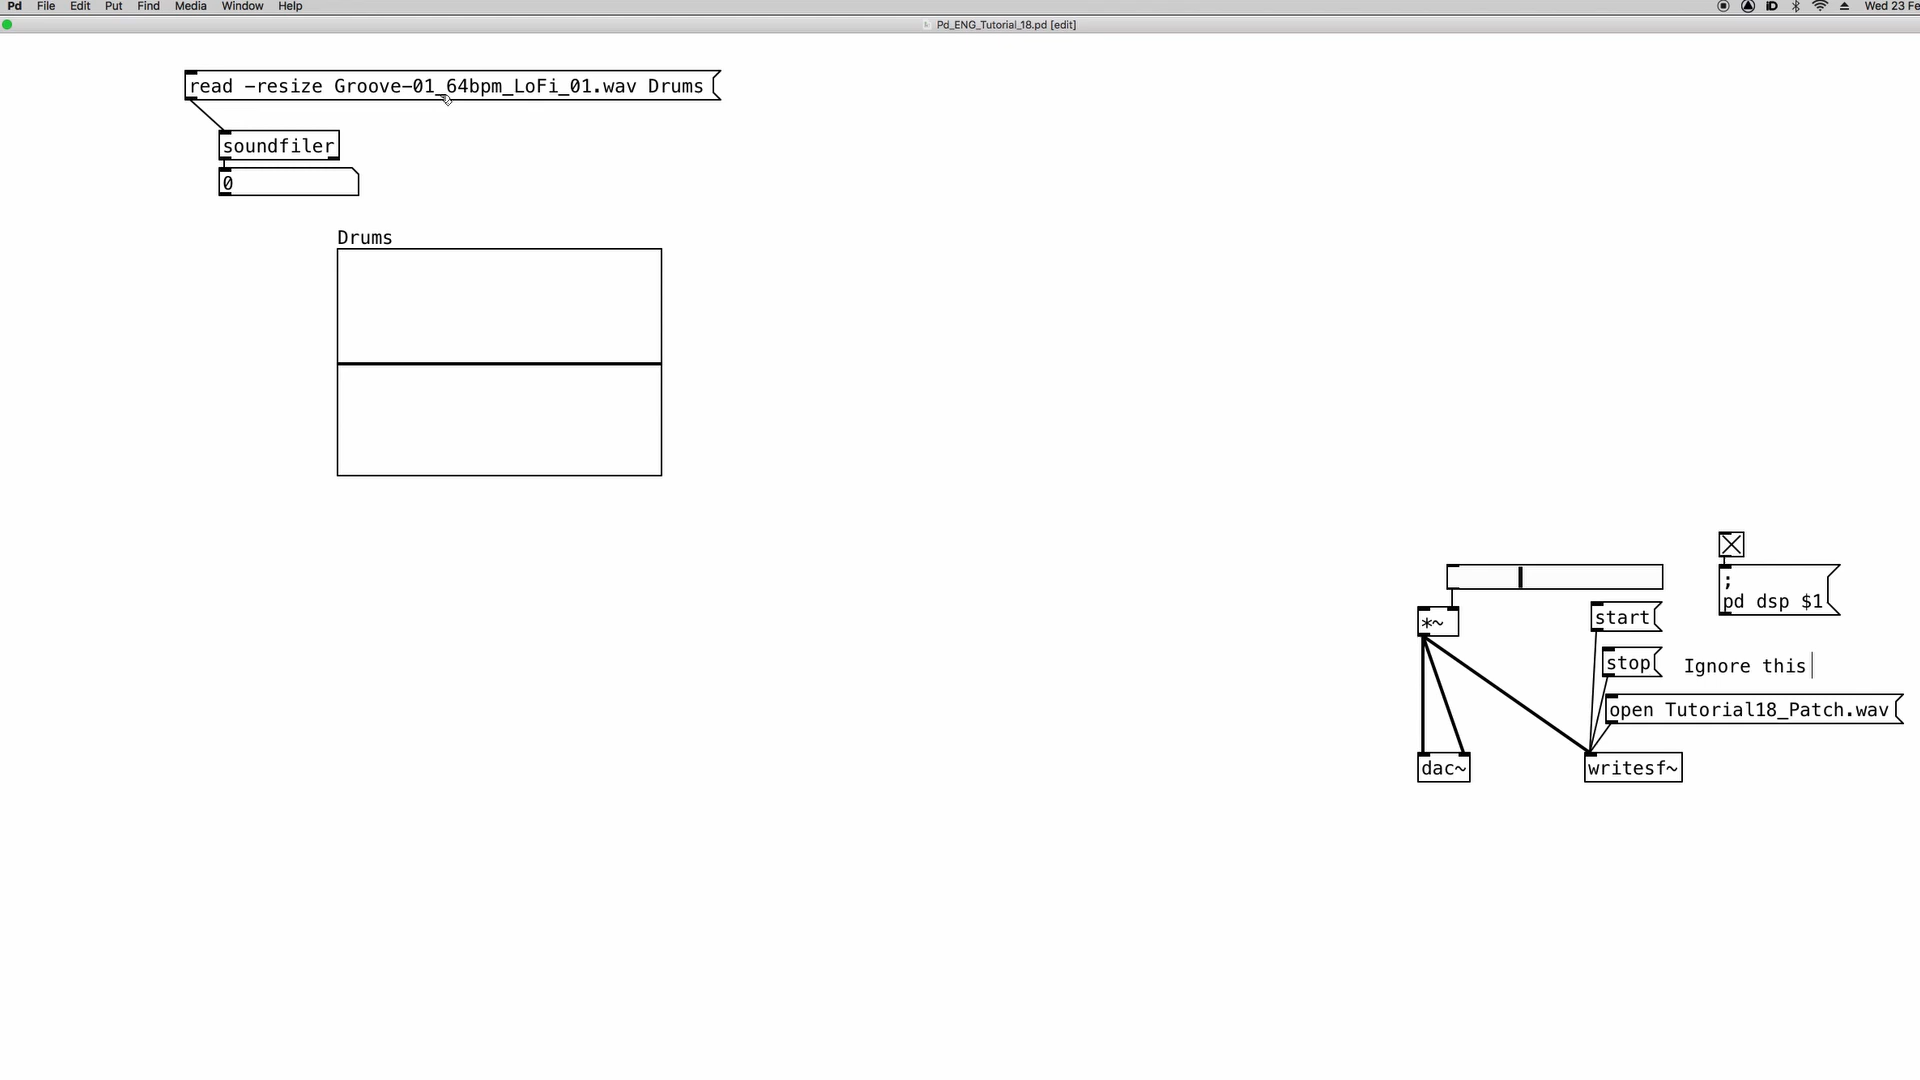 Pd File Edit Put Find Media Window Help
Wed 23 Fe
Pd_ENG_Tutorial_18.pd [edit]
read -resize Groove-01_64bpm_LoFi_01.wav Drums
soundfiler
0
Drums
;
pd dsp $1
*~
start
stop
Ignore this
open Tutorial18_Patch.wav
dac~
writesf~